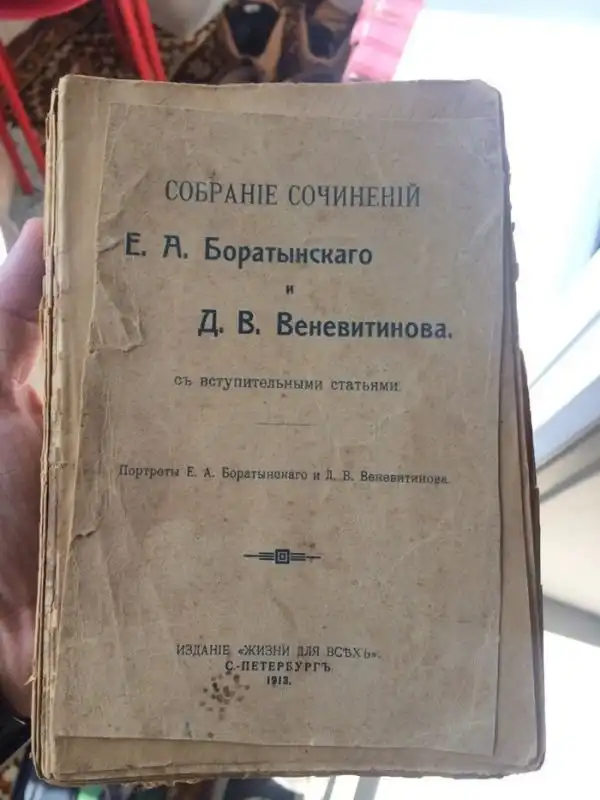 СОБРАНІЕ СОЧИНЕНІЙ
Е. А. Боратынскаго
и
Д. В. Веневитинова.
съ вступительными статьями.
Портреты Е. А. Боратынскаго и Д. В. Веневитинова.
ИЗДАНІЕ «ЖИЗНИ ДЛЯ ВСѢХЪ».
С.-ПЕТЕРБУРГЪ
1913.